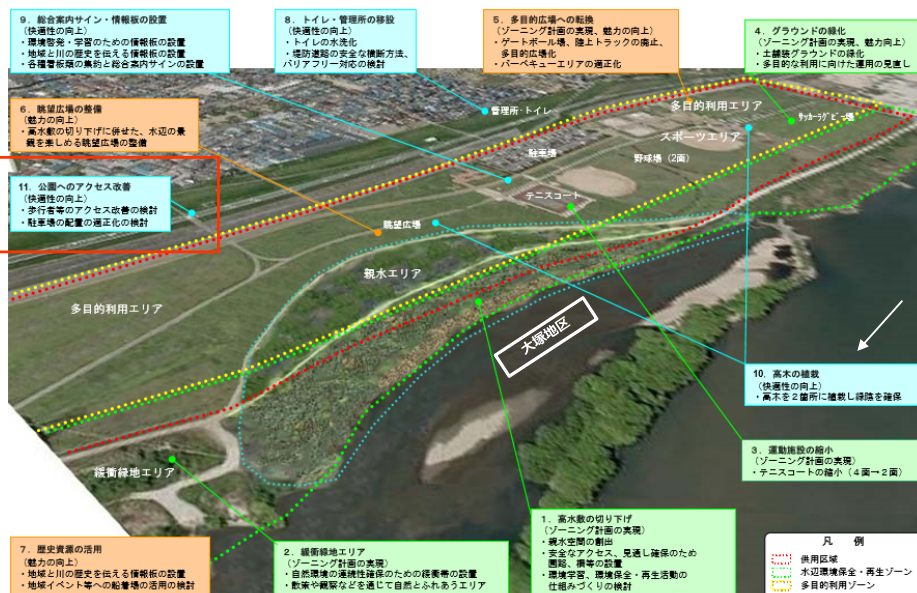 9. 総合案内サイン・情報板の設置
(快適性の向上)
・環境啓発・学習のための情報板の設置
・地域と川の歴史を伝える情報板の設置
・各種看板類の集約と総合案内サインの設置
8. トイレ・管理所の移設
(快適性の向上)
・トイレの水洗化
・堤防道路の安全な横断方法、
バリアフリー対応の検討
5. 多目的広場への転換
(ゾーニング計画の実現、魅力の向上)
・ゲートボール場、陸上トラックの廃止、
多目的広場化
・バーベキューエリアの適正化
4. グラウンドの緑化
(ゾーニング計画の実現、魅力向上)
・土舗装グラウンドの緑化
・多目的な利用に向けた運用の見直し
6. 眺望広場の整備
(魅力の向上)
・高水敷の切り下げに併せた、水辺の景
観を楽しめる眺望広場の整備
11. 公園へのアクセス改善
(快適性の向上)
・歩行者等のアクセス改善の検討
・駐車場の配置の適正化の検討
管理所・トイレ
多目的利用エリア
サッカーラグビー場
スポーツエリア
駐車場
野球場(2面)
テニスコート
眺望広場
親水エリア
多目的利用エリア
大塚地区
緩衝緑地エリア
10. 高木の植栽
(快適性の向上)
・高木を2箇所に植栽し緑陰を確保
3. 運動施設の縮小
(ゾーニング計画の実現)
・テニスコートの縮小(4面→2面)
7. 歴史資源の活用
(魅力の向上)
・地域と川の歴史を伝える情報板の設置
・地域イベント等への船着場の活用の検討
2. 緩衝緑地エリア
(ゾーニング計画の実現)
・自然環境の連続性確保のための緩衝帯の設置
・散策や観察などを通じて自然とふれあうエリア
1. 高水敷の切り下げ
(ゾーニング計画の実現)
・親水空間の創出
・安全なアクセス、見通し確保のため
園路、橋等の設置
・環境学習、環境保全・再生活動の
仕組みづくりの検討
凡 例
供用区域
水辺環境保全・再生ゾーン
多目的利用ゾーン